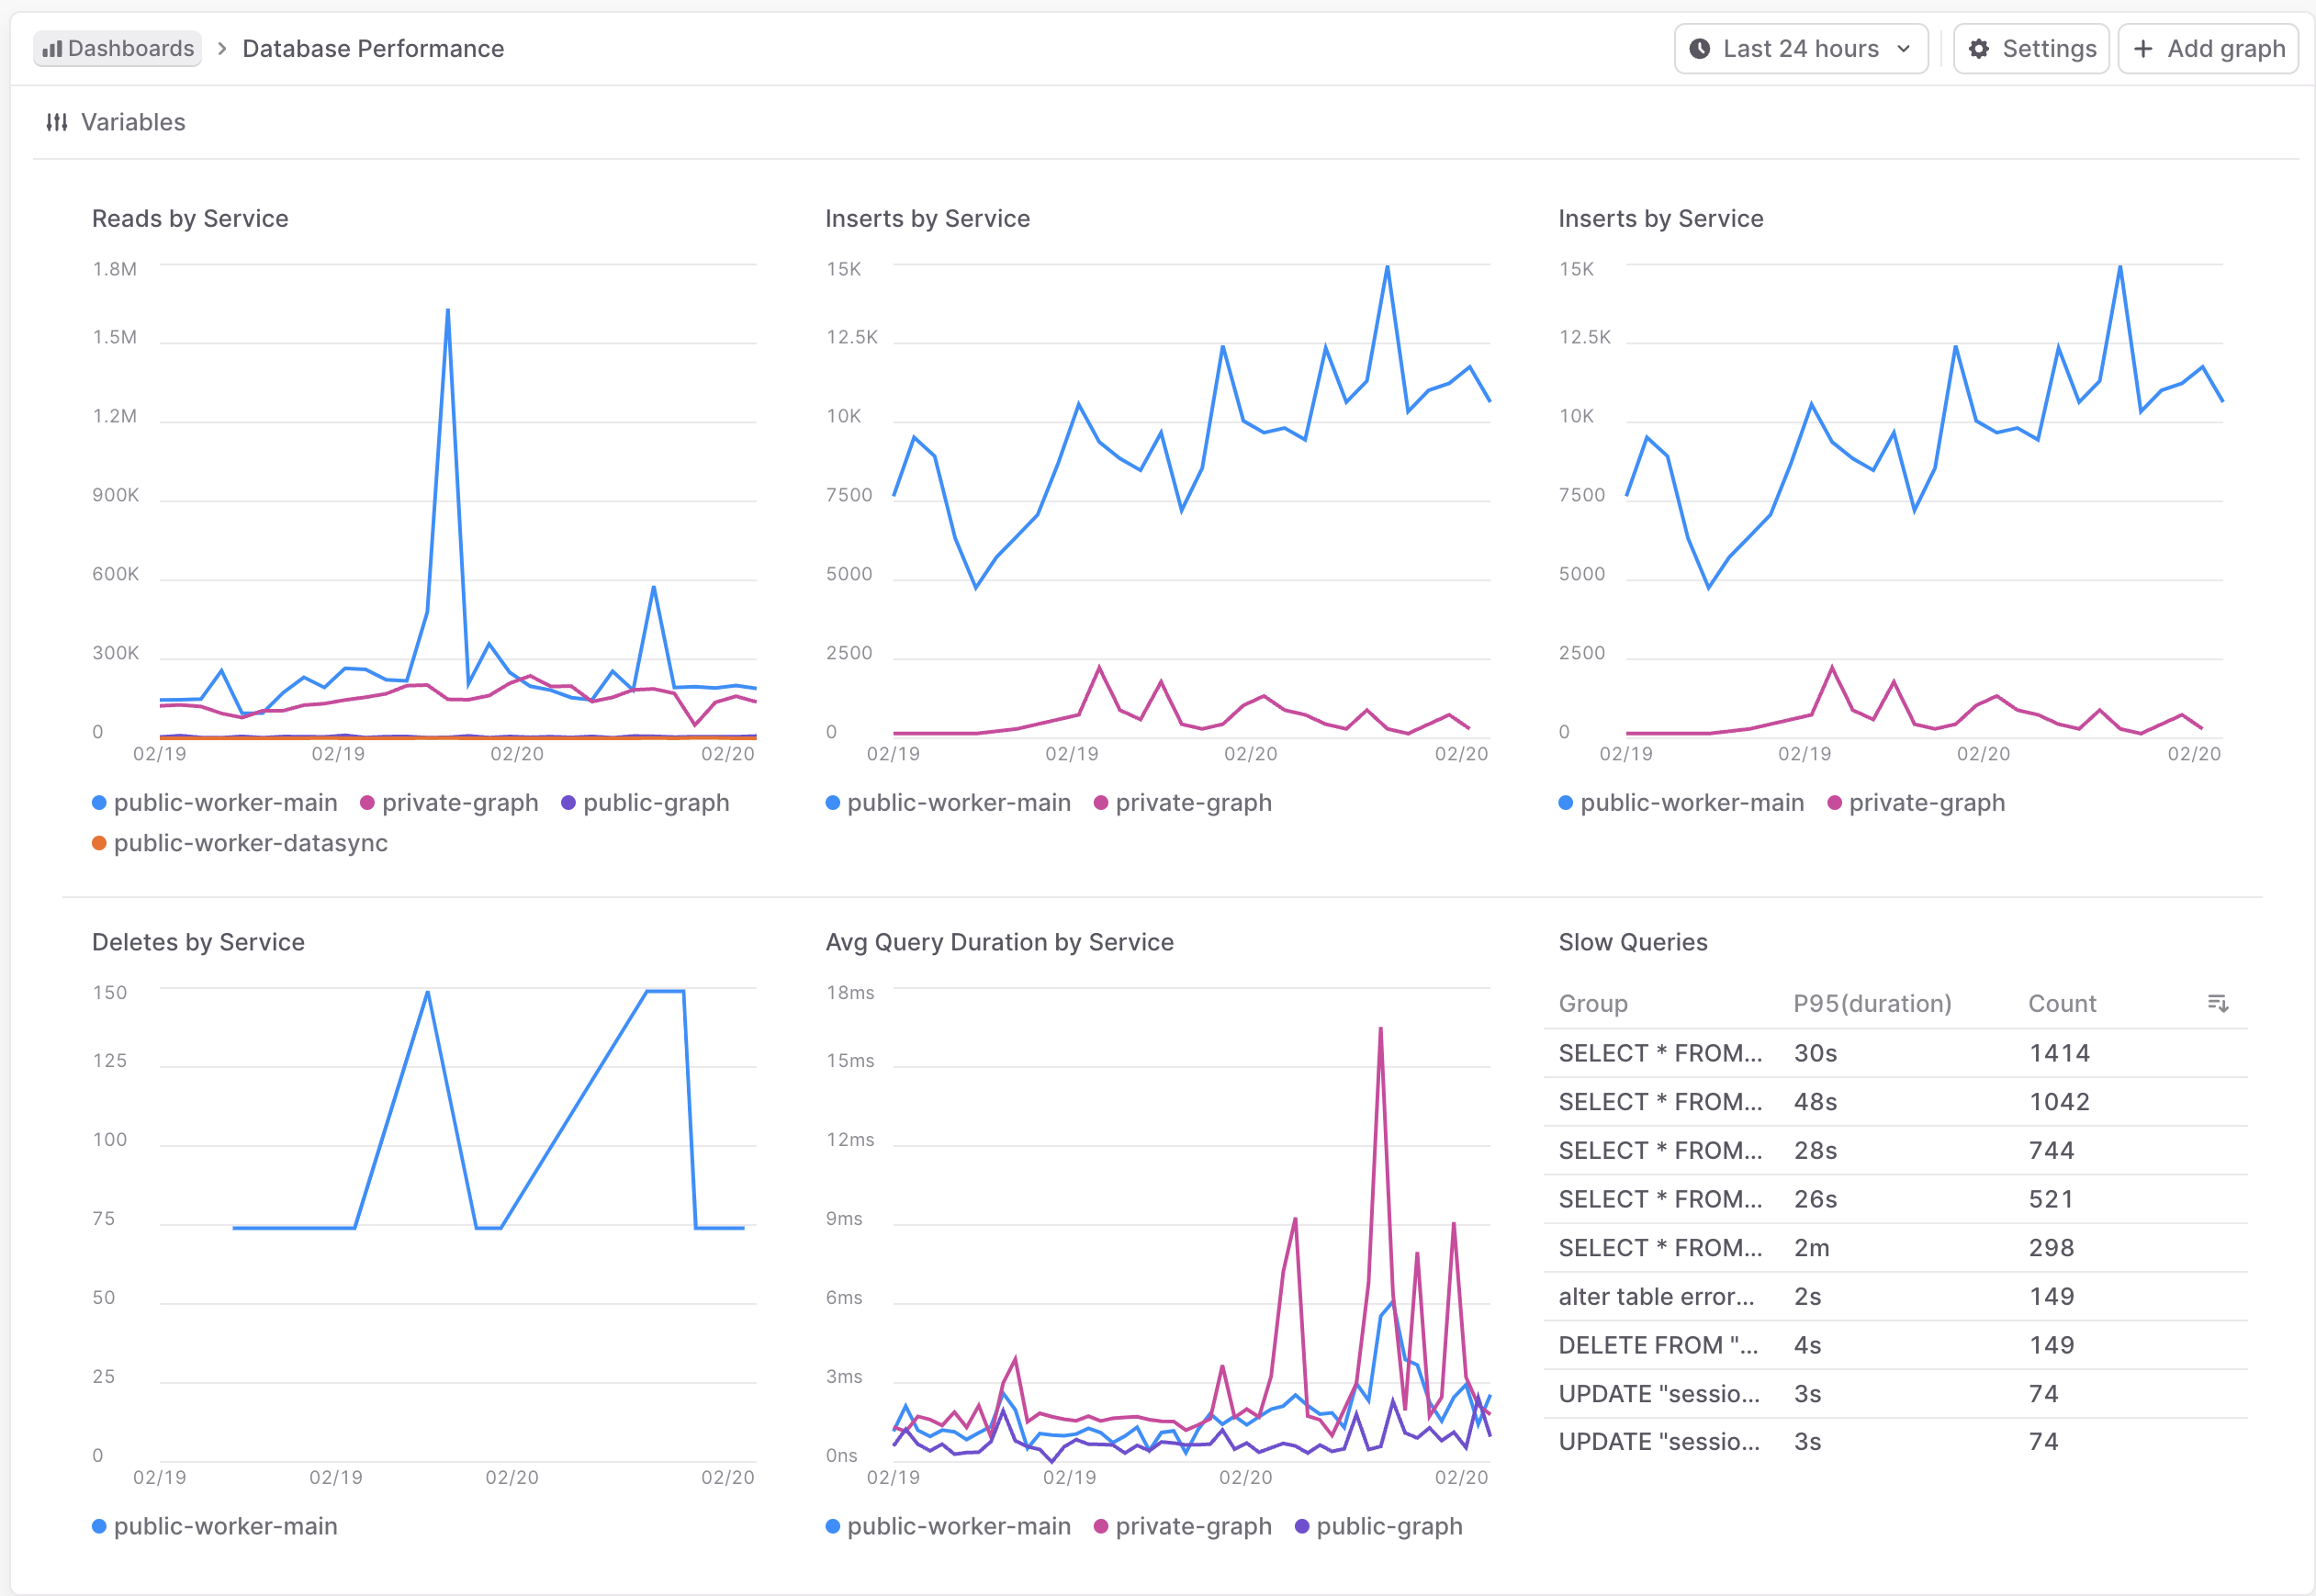 Dashboards > Database Performance
Last 24 hours
Settings
+ Add graph
Variables
Reads by Service
1.8M
1.5M
1.2M
900K
600K
300K
0
02/19 02/19 02/20 02/20
public-worker-main private-graph public-graph
public-worker-datasync
Inserts by Service
15K
12.5K
10K
7500
5000
2500
0
02/19 02/19 02/20 02/20
public-worker-main private-graph
Inserts by Service
15K
12.5K
10K
7500
5000
2500
0
02/19 02/19 02/20 02/20
public-worker-main private-graph
Deletes by Service
150
125
100
75
50
25
0
02/19 02/19 02/20 02/20
public-worker-main
Avg Query Duration by Service
18ms
15ms
12ms
9ms
6ms
3ms
0ns
02/19 02/19 02/20 02/20
public-worker-main private-graph public-graph
Slow Queries
Group P95(duration) Count
SELECT * FROM... 30s 1414
SELECT * FROM... 48s 1042
SELECT * FROM... 28s 744
SELECT * FROM... 26s 521
SELECT * FROM... 2m 298
alter table error... 2s 149
DELETE FROM "... 4s 149
UPDATE "sessio... 3s 74
UPDATE "sessio... 3s 74